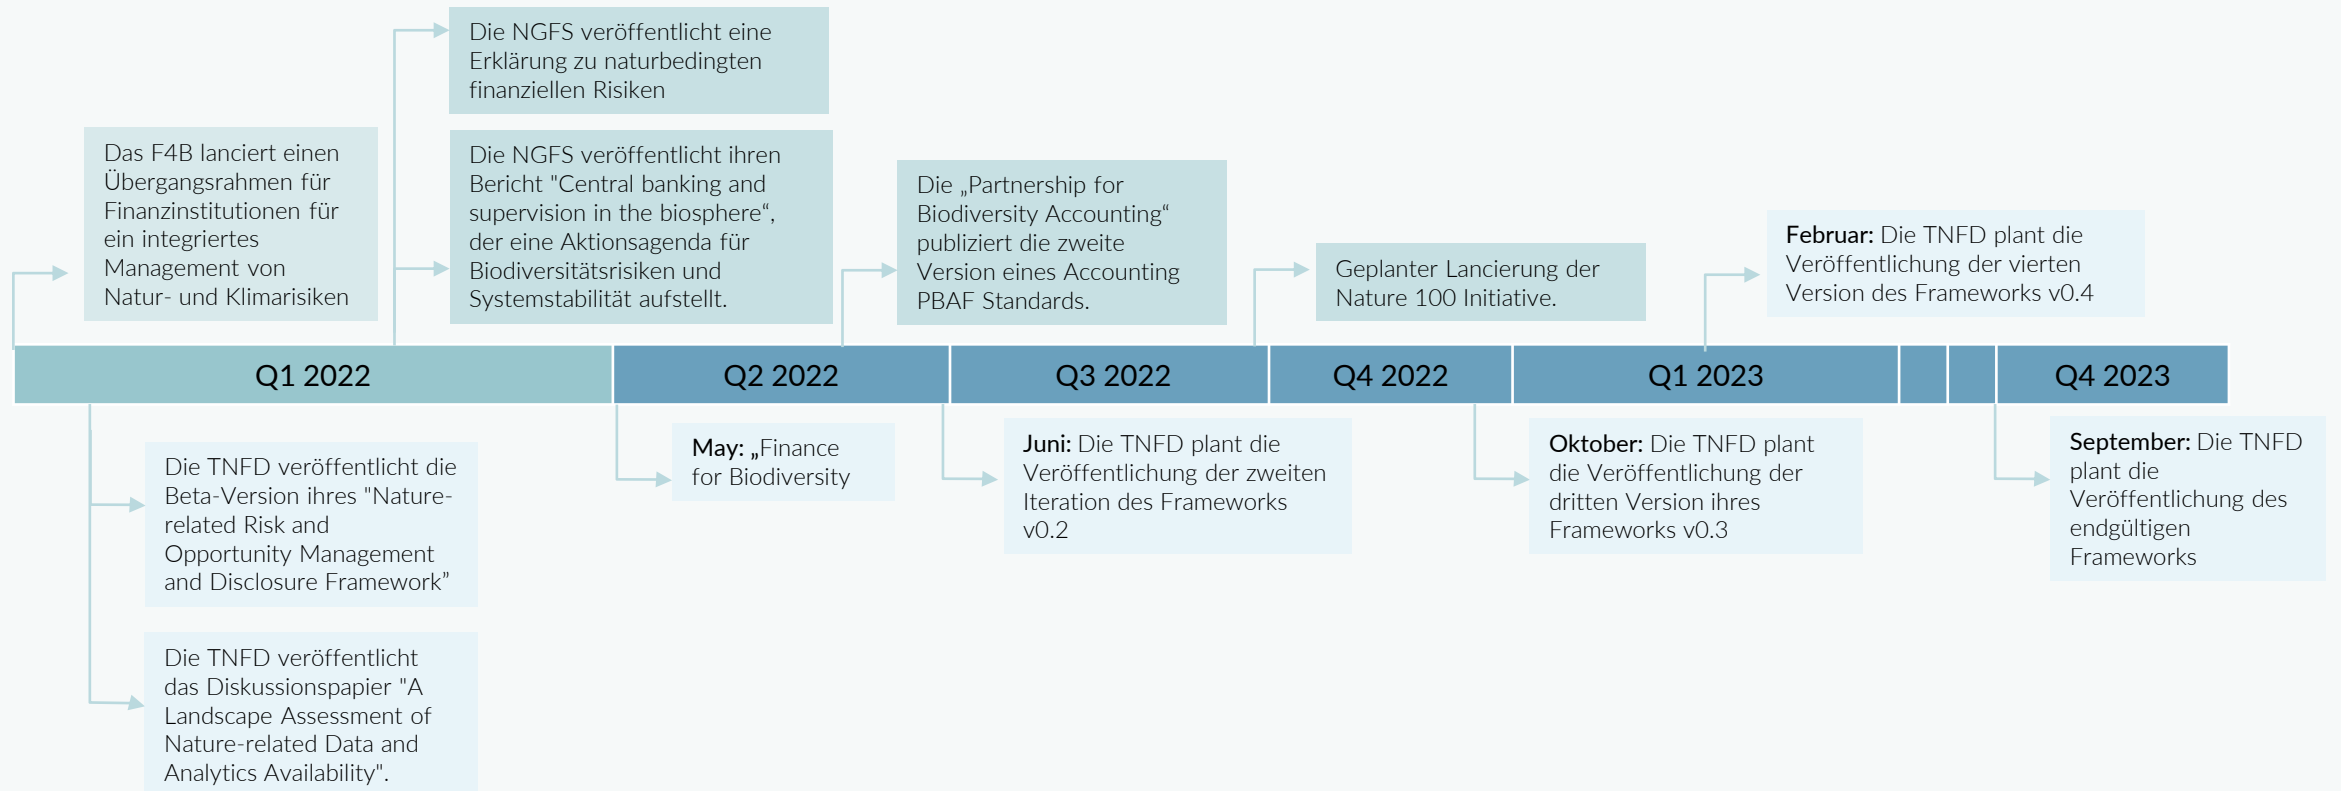 Die NGFS veröffentlicht eine
Erklärung zu naturbedingten
finanziellen Risiken
Das F4B lanciert einen
Übergangsrahmen für
Finanzinstitutionen für
ein integriertes
Management von
Natur- und Klimarisiken
Die NGFS veröffentlicht ihren
Bericht "Central banking and
supervision in the biosphere“,
der eine Aktionsagenda für
Biodiversitätsrisiken und
Systemstabilität aufstellt.
Die „Partnership for
Biodiversity Accounting“
publiziert die zweite
Version eines Accounting
PBAF Standards.
Geplanter Lancierung der
Nature 100 Initiative.
Februar: Die TNFD plant die
Veröffentlichung der vierten
Version des Frameworks v0.4
Q1 2022
Q2 2022
Q3 2022
Q4 2022
Q1 2023
Q4 2023
Die TNFD veröffentlicht die
Beta-Version ihres "Nature-
related Risk and
Opportunity Management
and Disclosure Framework”
Die TNFD veröffentlicht
das Diskussionspapier "A
Landscape Assessment of
Nature-related Data and
Analytics Availability".
May: „Finance
for Biodiversity
Juni: Die TNFD plant die
Veröffentlichung der zweiten
Iteration des Frameworks
v0.2
Oktober: Die TNFD plant
die Veröffentlichung der
dritten Version ihres
Frameworks v0.3
September: Die TNFD
plant die
Veröffentlichung des
endgültigen
Frameworks